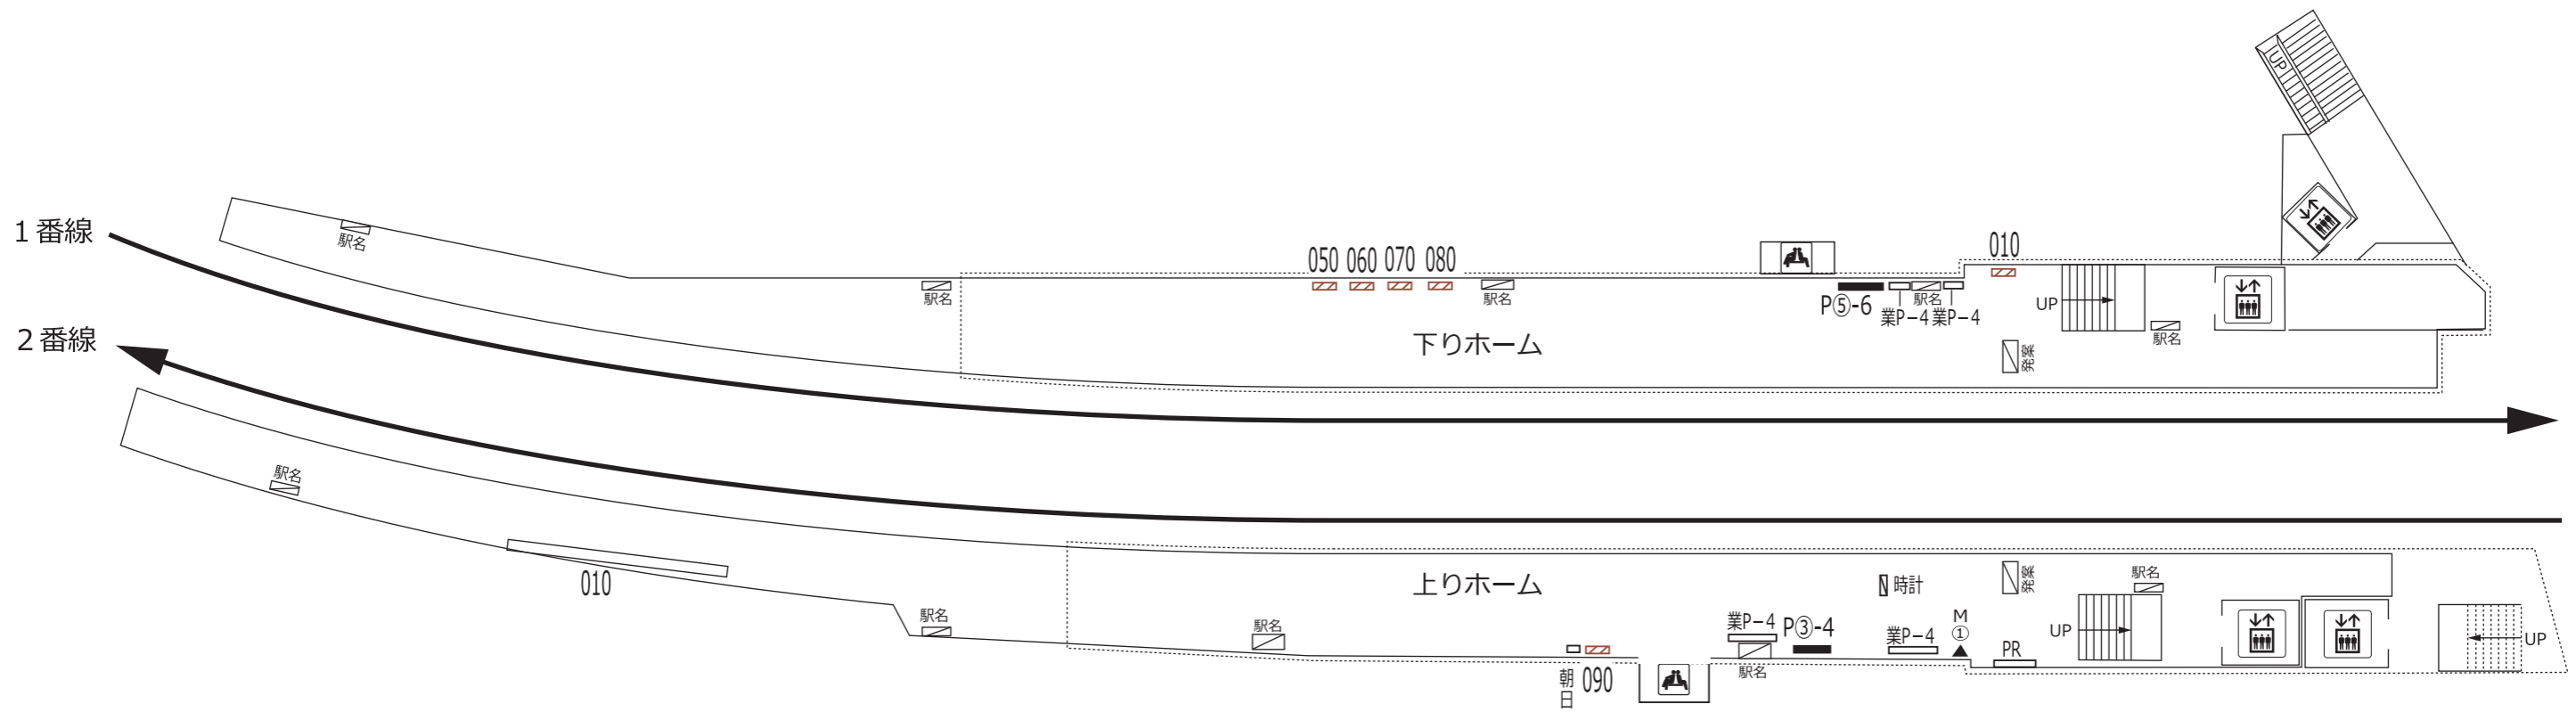 UP
1番線
駅名
050 060 070 080
010
駅名
駅名
P⑤-6
業P-4
駅名
業P-4
UP
駅名
2番線
下りホーム
発案
駅名
010
上りホーム
時計
発案
駅名
駅名
駅名
業P-4
P③-4
業P-4
M
①
PR
UP
UP
朝日
090
駅名